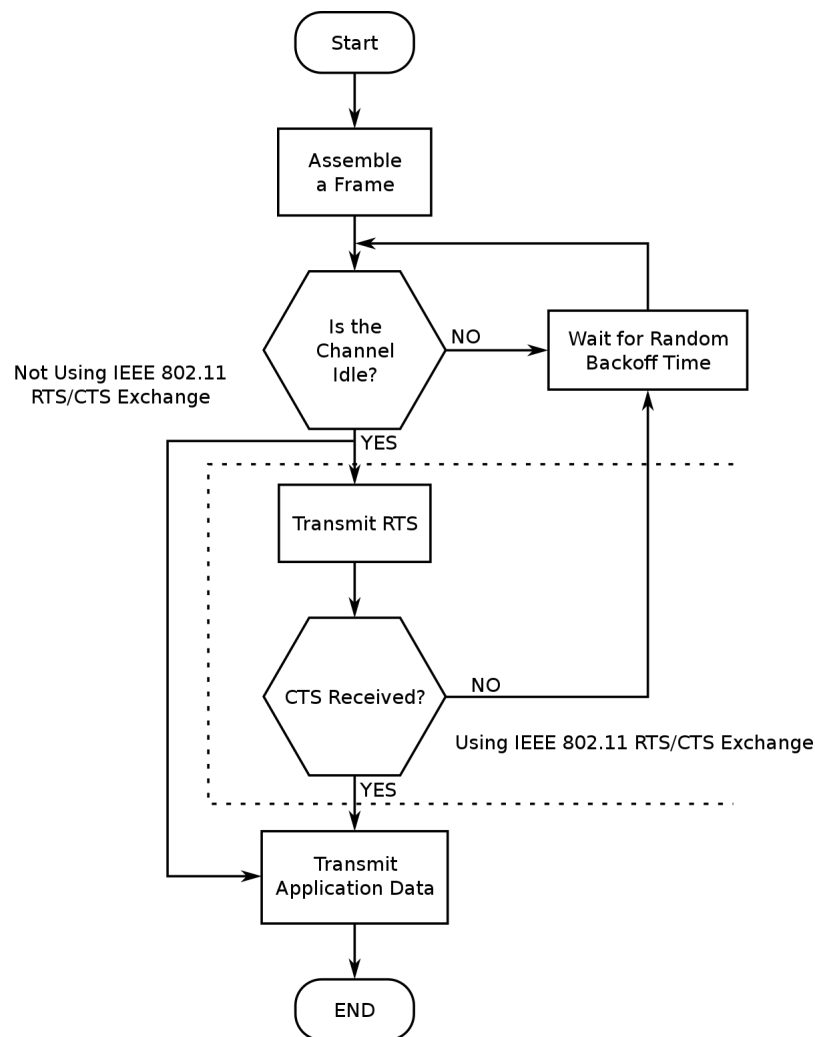 Start
Assemble
a Frame
Is the
Channel
Idle?
NO
Wait for Random
Backoff Time
Not Using IEEE 802.11
RTS/CTS Exchange
YES
Transmit RTS
CTS Received?
NO
Using IEEE 802.11 RTS/CTS Exchange
YES
Transmit
Application Data
END